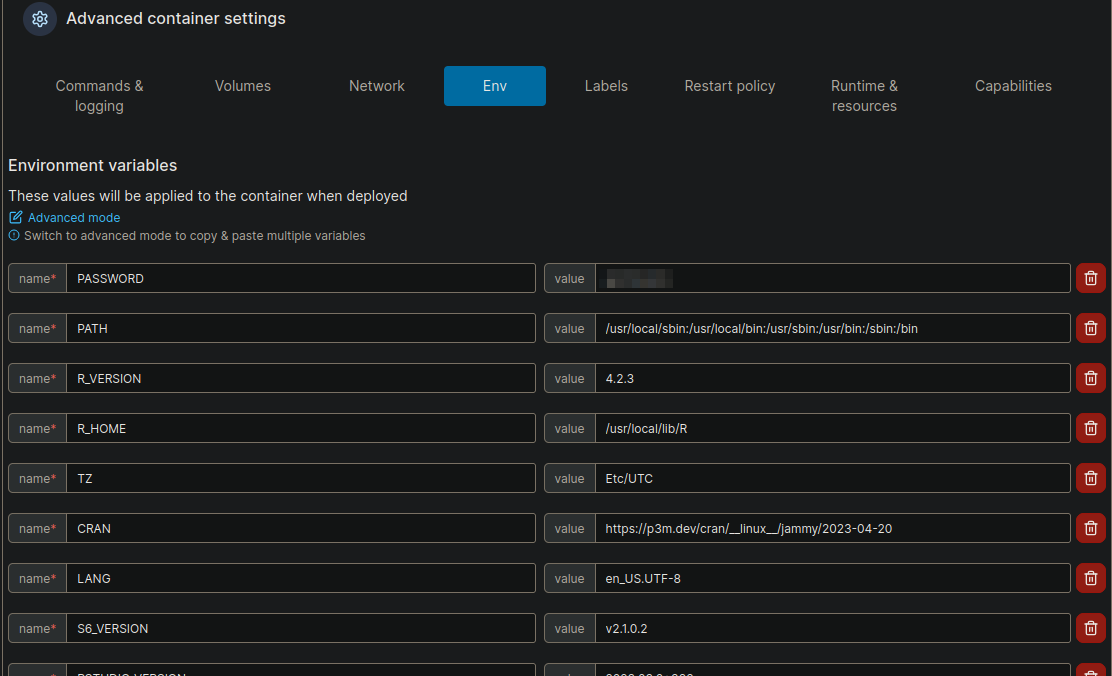 Advanced container settings
Commands & logging
Volumes
Network
Env
Labels
Restart policy
Runtime & resources
Capabilities
Environment variables
These values will be applied to the container when deployed
Advanced mode
Switch to advanced mode to copy & paste multiple variables
name* PASSWORD value
name* PATH value /usr/local/sbin:/usr/local/bin:/usr/sbin:/usr/bin:/sbin:/bin
name* R_VERSION value 4.2.3
name* R_HOME value /usr/local/lib/R
name* TZ value Etc/UTC
name* CRAN value https://p3m.dev/cran/__linux__/jammy/2023-04-20
name* LANG value en_US.UTF-8
name* S6_VERSION value v2.1.0.2